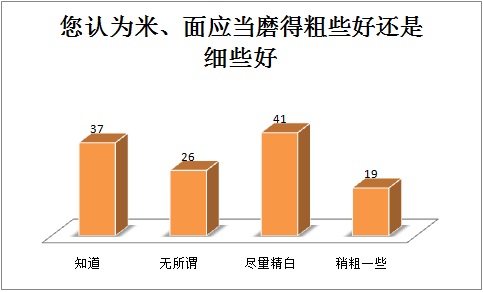 您认为米、面应当磨得粗些好还是
细些好
37
26
41
19
知道
无所谓
尽量精白
稍粗一些